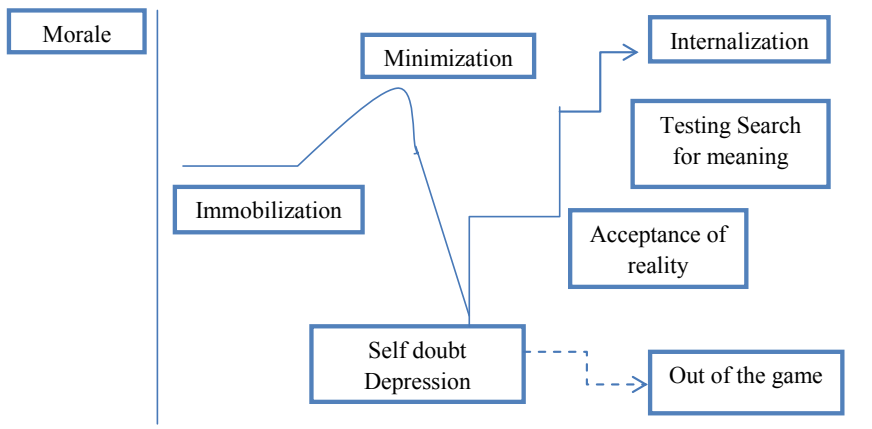 Morale
Internalization
Minimization
Testing Search
for meaning
Immobilization
Acceptance of
reality
Self doubt
Depression
Out of the game